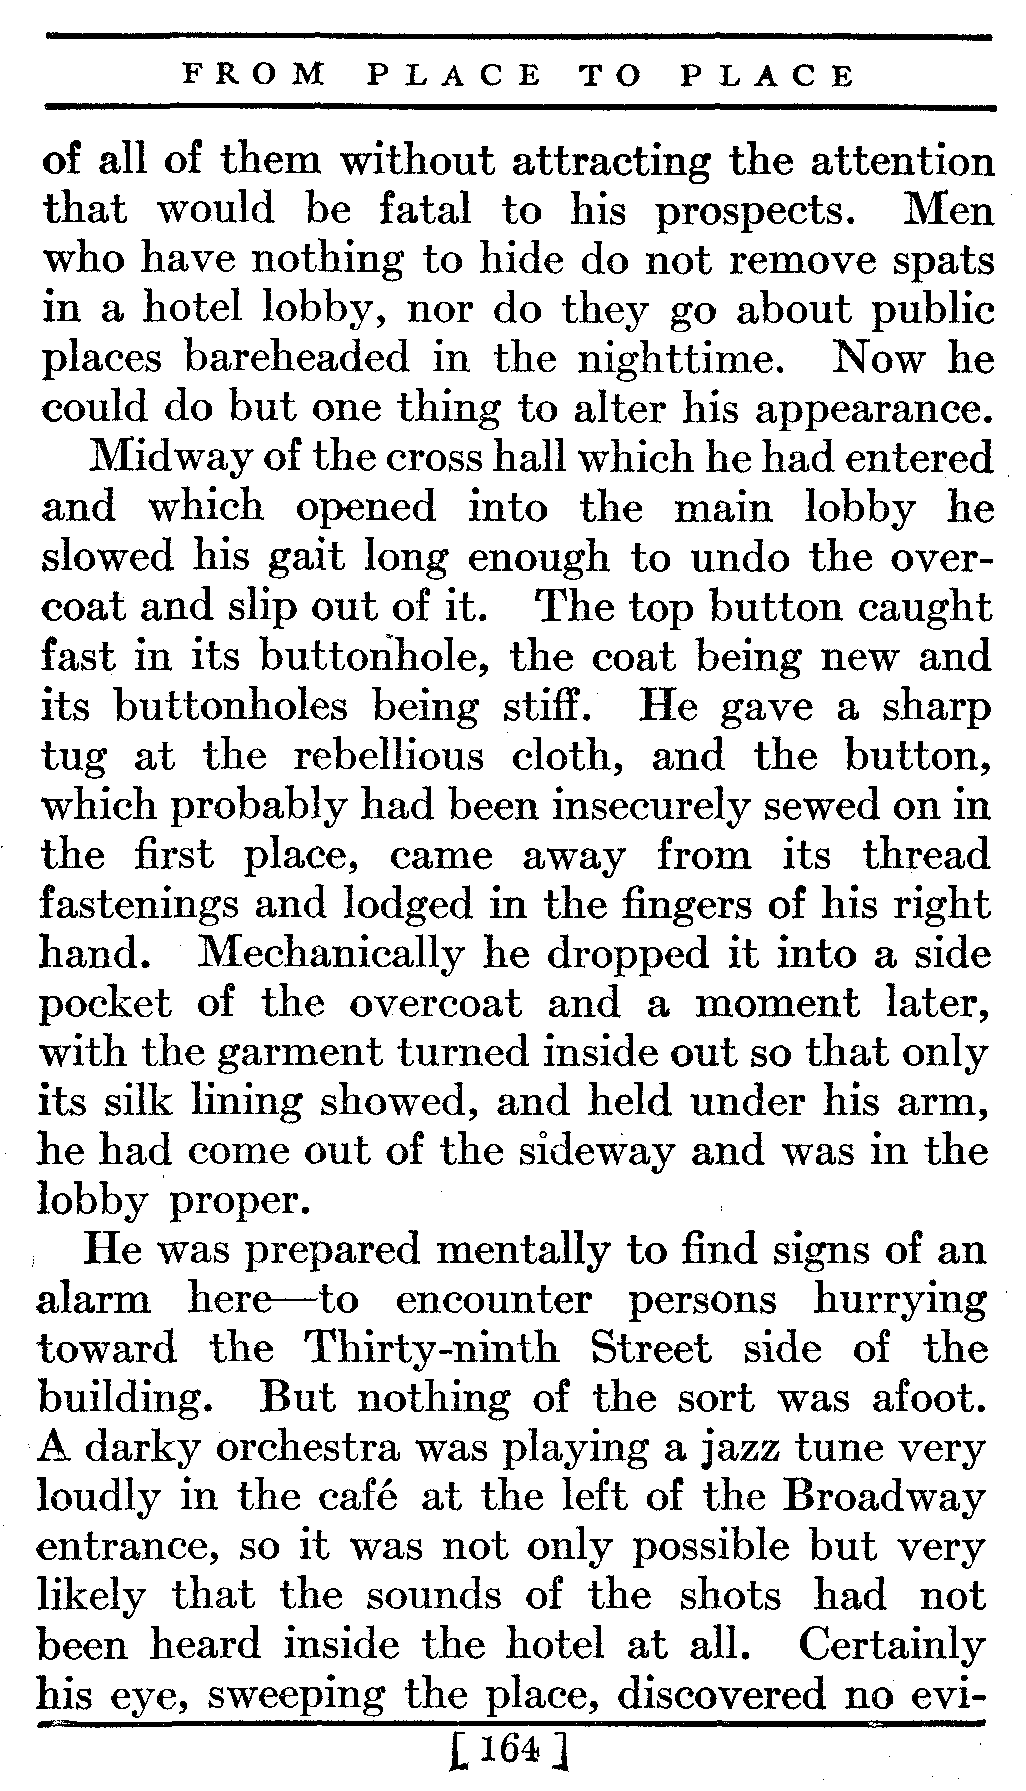 FROM PLACE TO PLACE
of all of them without attracting the attention
that would be fatal to his prospects. Men
who have nothing to hide do not remove spats
in a hotel lobby, nor do they go about public
places bareheaded in the nighttime. Now he
could do but one thing to alter his appearance.
Midway of the cross hall which he had entered
and which opened into the main lobby he
slowed his gait long enough to undo the over-
coat and slip out of it. The top button caught
fast in its buttonhole, the coat being new and
its buttonholes being stiff. He gave a sharp
tug at the rebellious cloth, and the button,
which probably had been insecurely sewed on in
the first place, came away from its thread
fastenings and lodged in the fingers of his right
hand. Mechanically he dropped it into a side
pocket of the overcoat and a moment later,
with the garment turned inside out so that only
its silk lining showed, and held under his arm,
he had come out of the sideway and was in the
lobby proper.
He was prepared mentally to find signs of an
alarm here—to encounter persons hurrying
toward the Thirty-ninth Street side of the
building. But nothing of the sort was afoot.
A darky orchestra was playing a jazz tune very
loudly in the café at the left of the Broadway
entrance, so it was not only possible but very
likely that the sounds of the shots had not
been heard inside the hotel at all. Certainly
his eye, sweeping the place, discovered no evi-
[164]